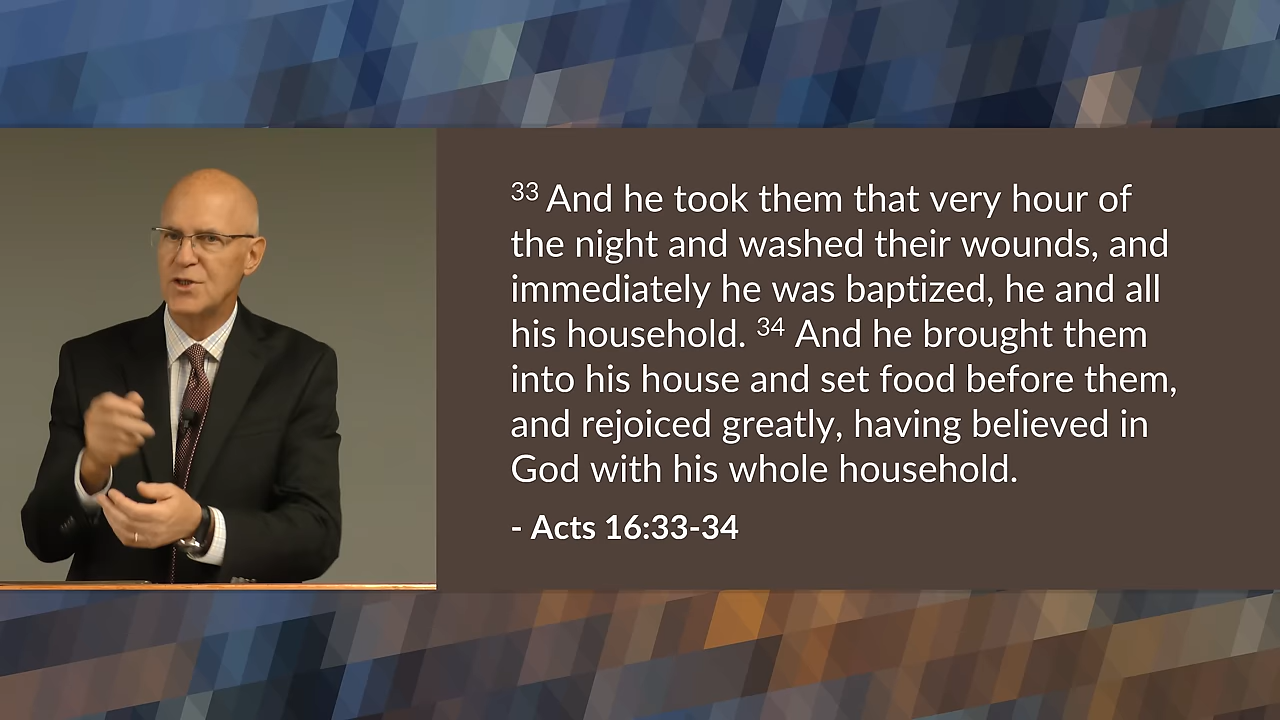 33 And he took them that very hour of
the night and washed their wounds, and
immediately he was baptized, he and all
his household. 34 And he brought them
into his house and set food before them,
and rejoiced greatly, having believed in
God with his whole household.
- Acts 16:33-34